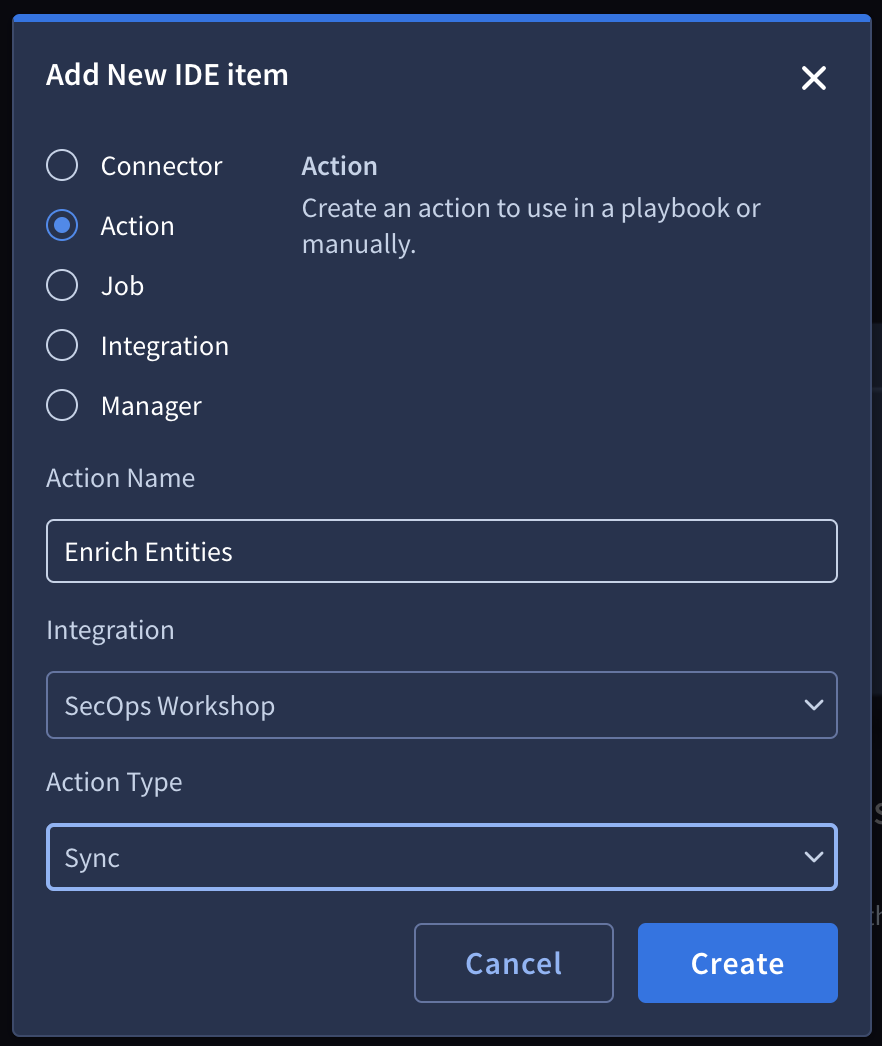 Add New IDE item
Connector
Action
Job
Integration
Manager
Action
Create an action to use in a playbook or
manually.
Action Name
Enrich Entities
Integration
SecOps Workshop
Action Type
Sync
Cancel
Create